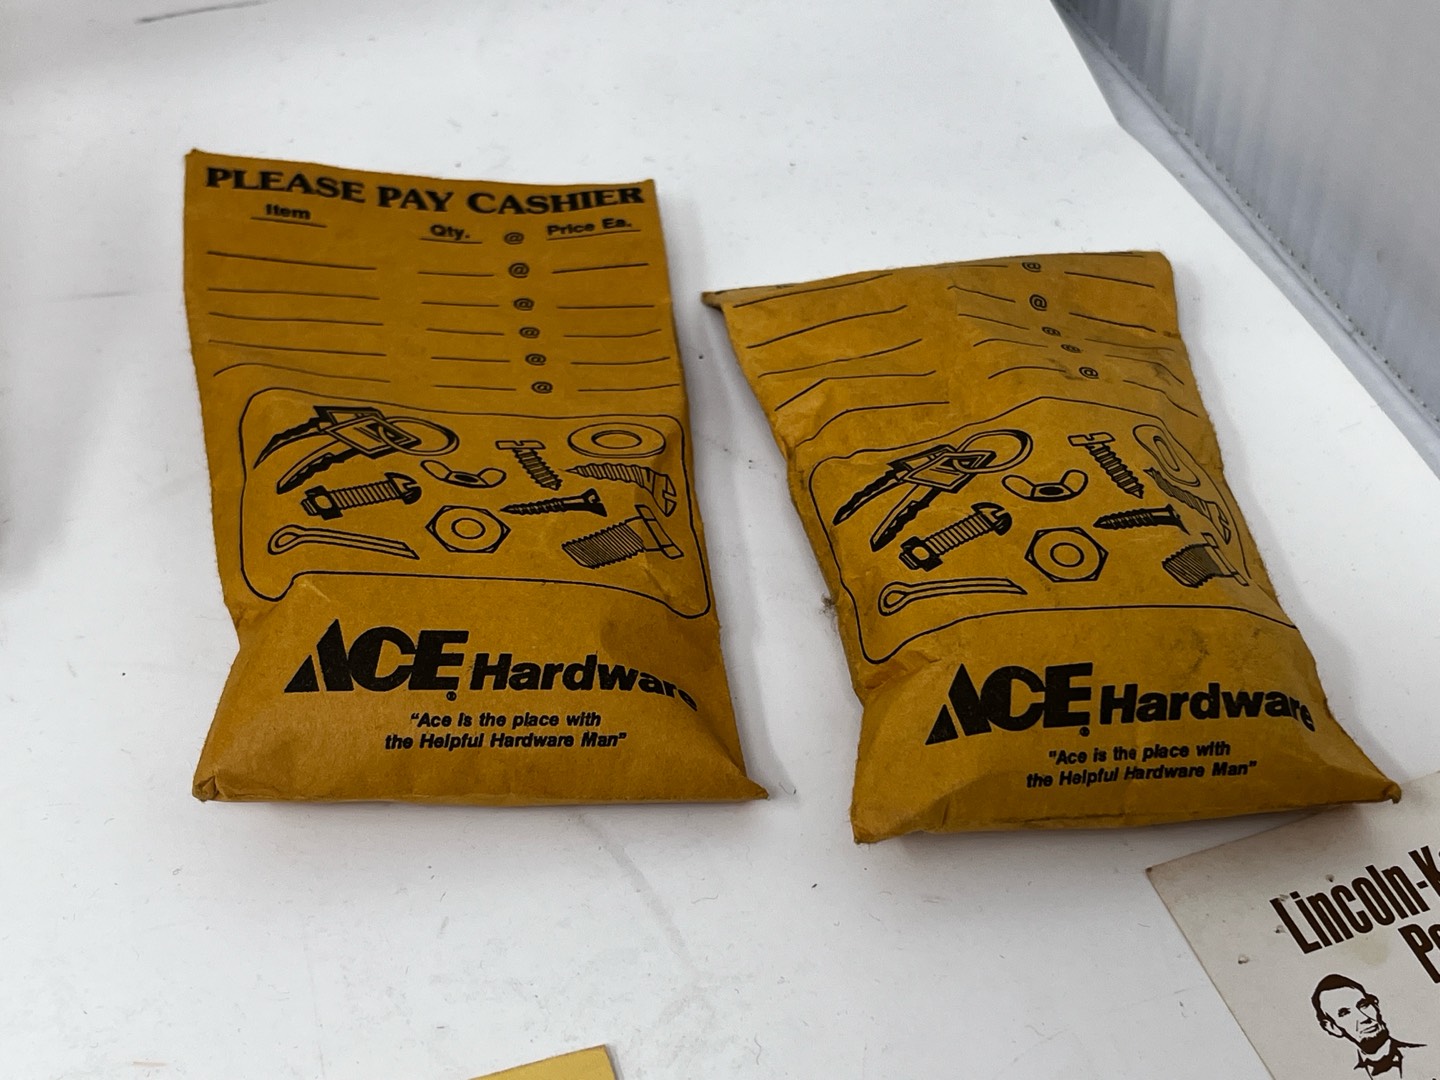 PLEASE PAY CASHIER
Item Qty. @ Price Ea.
@
@
@
@
@
ACE® Hardware
"Ace is the place with
the Helpful Hardware Man"
@
@
@
@
@
ACE® Hardware
"Ace is the place with
the Helpful Hardware Man"
Lincoln-